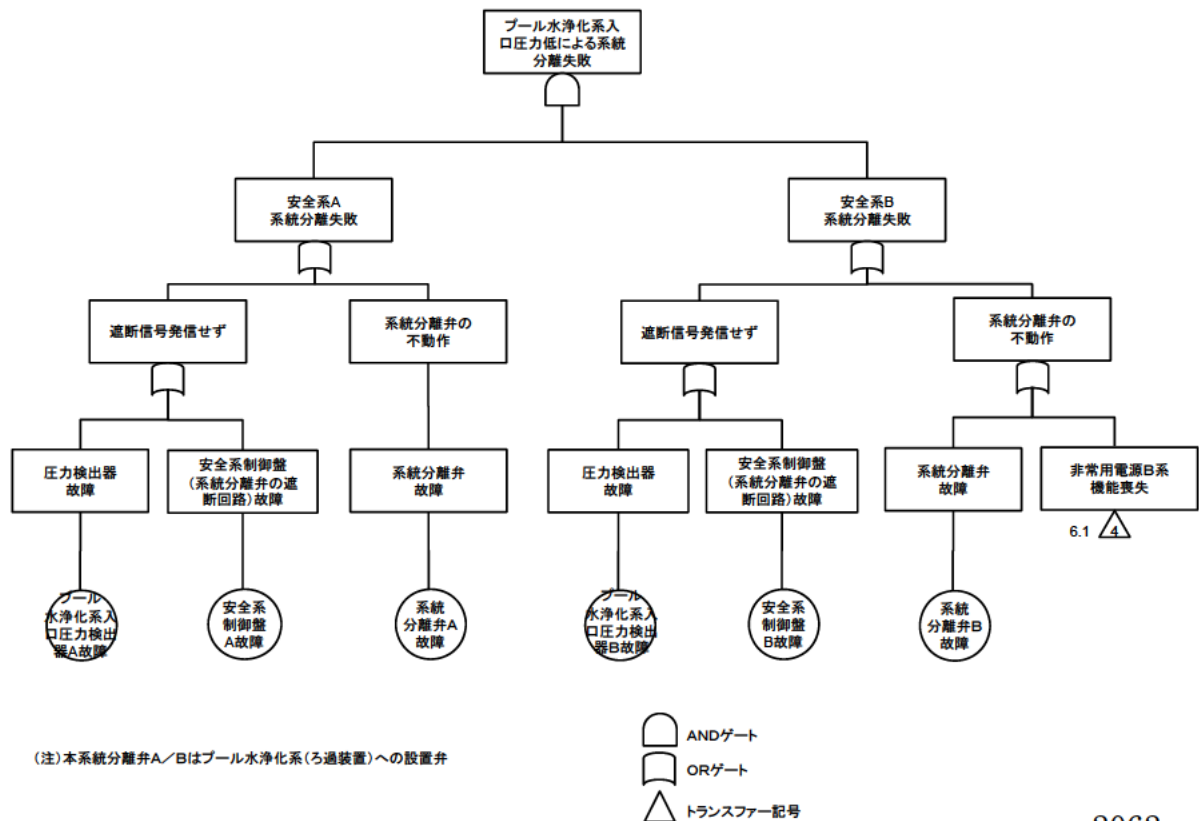 プール水浄化系入
口圧力低による系統
分離失敗
安全系A
系統分離失敗
安全系B
系統分離失敗
遮断信号発信せず
系統分離弁の
不動作
遮断信号発信せず
系統分離弁の
不動作
圧力検出器
故障
安全系制御盤
(系統分離弁の遮
断回路)故障
系統分離弁
故障
圧力検出器
故障
安全系制御盤
(系統分離弁の遮
断回路)故障
系統分離弁
故障
非常用電源B系
機能喪失
6.1
4
プール
水浄化系入
口圧力検出
器A故障
安全系
制御盤
A故障
系統
分離弁A
故障
プール
水浄化系入
口圧力検出
器B故障
安全系
制御盤
B故障
系統
分離弁B
故障
(注)本系統分離弁A/Bはプール水浄化系(ろ過装置)への設置弁
ANDゲート
ORゲート
トランスファー記号